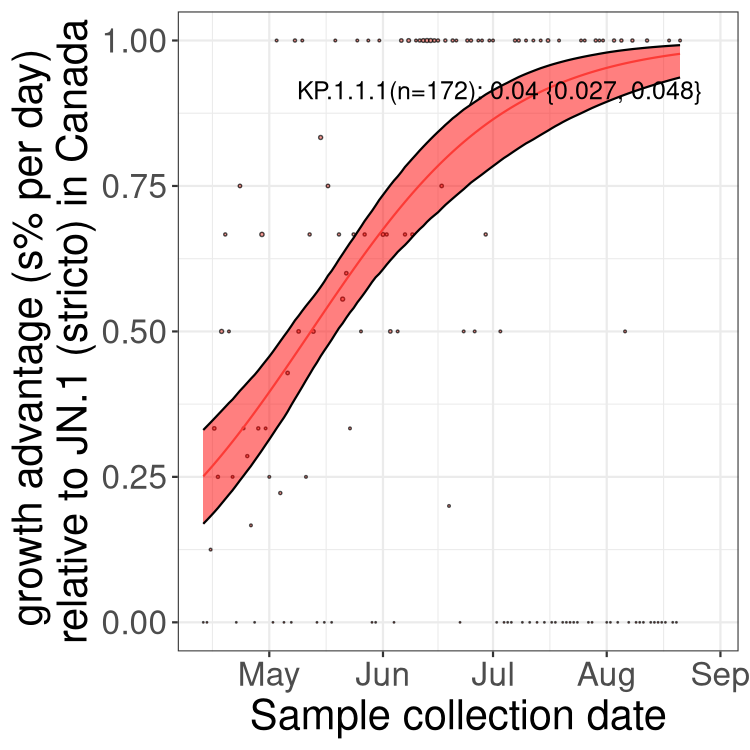 growth advantage (s% per day)
relative to JN.1 (stricto) in Canada
1.00
0.75
0.50
0.25
0.00
KP.1.1.1(n=172): 0.04 {0.027, 0.048}
May Jun Jul Aug Sep
Sample collection date